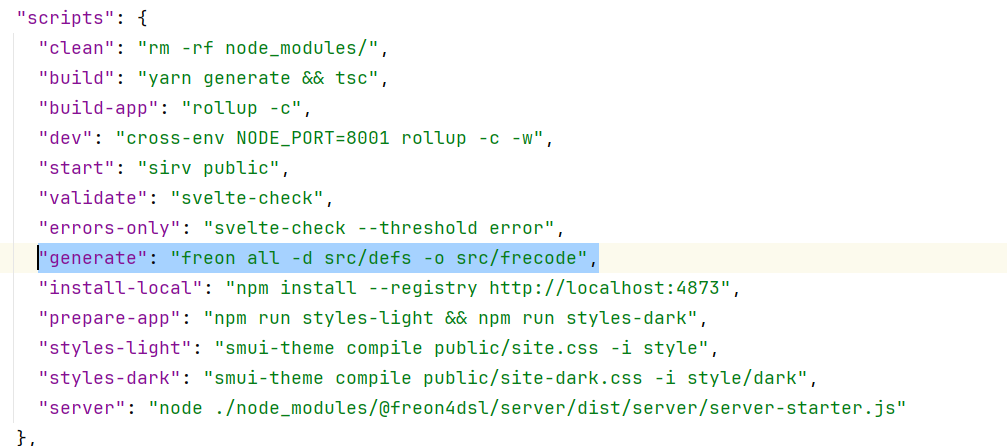 "scripts": {
"clean": "rm -rf node_modules/",
"build": "yarn generate && tsc",
"build-app": "rollup -c",
"dev": "cross-env NODE_PORT=8001 rollup -c -w",
"start": "sirv public",
"validate": "svelte-check",
"errors-only": "svelte-check --threshold error",
"generate": "freon all -d src/defs -o src/frecode",
"install-local": "npm install --registry http://localhost:4873",
"prepare-app": "npm run styles-light && npm run styles-dark",
"styles-light": "smui-theme compile public/site.css -i style",
"styles-dark": "smui-theme compile public/site-dark.css -i style/dark",
"server": "node ./node_modules/@freon4dsl/server/dist/server/server-starter.js"
},